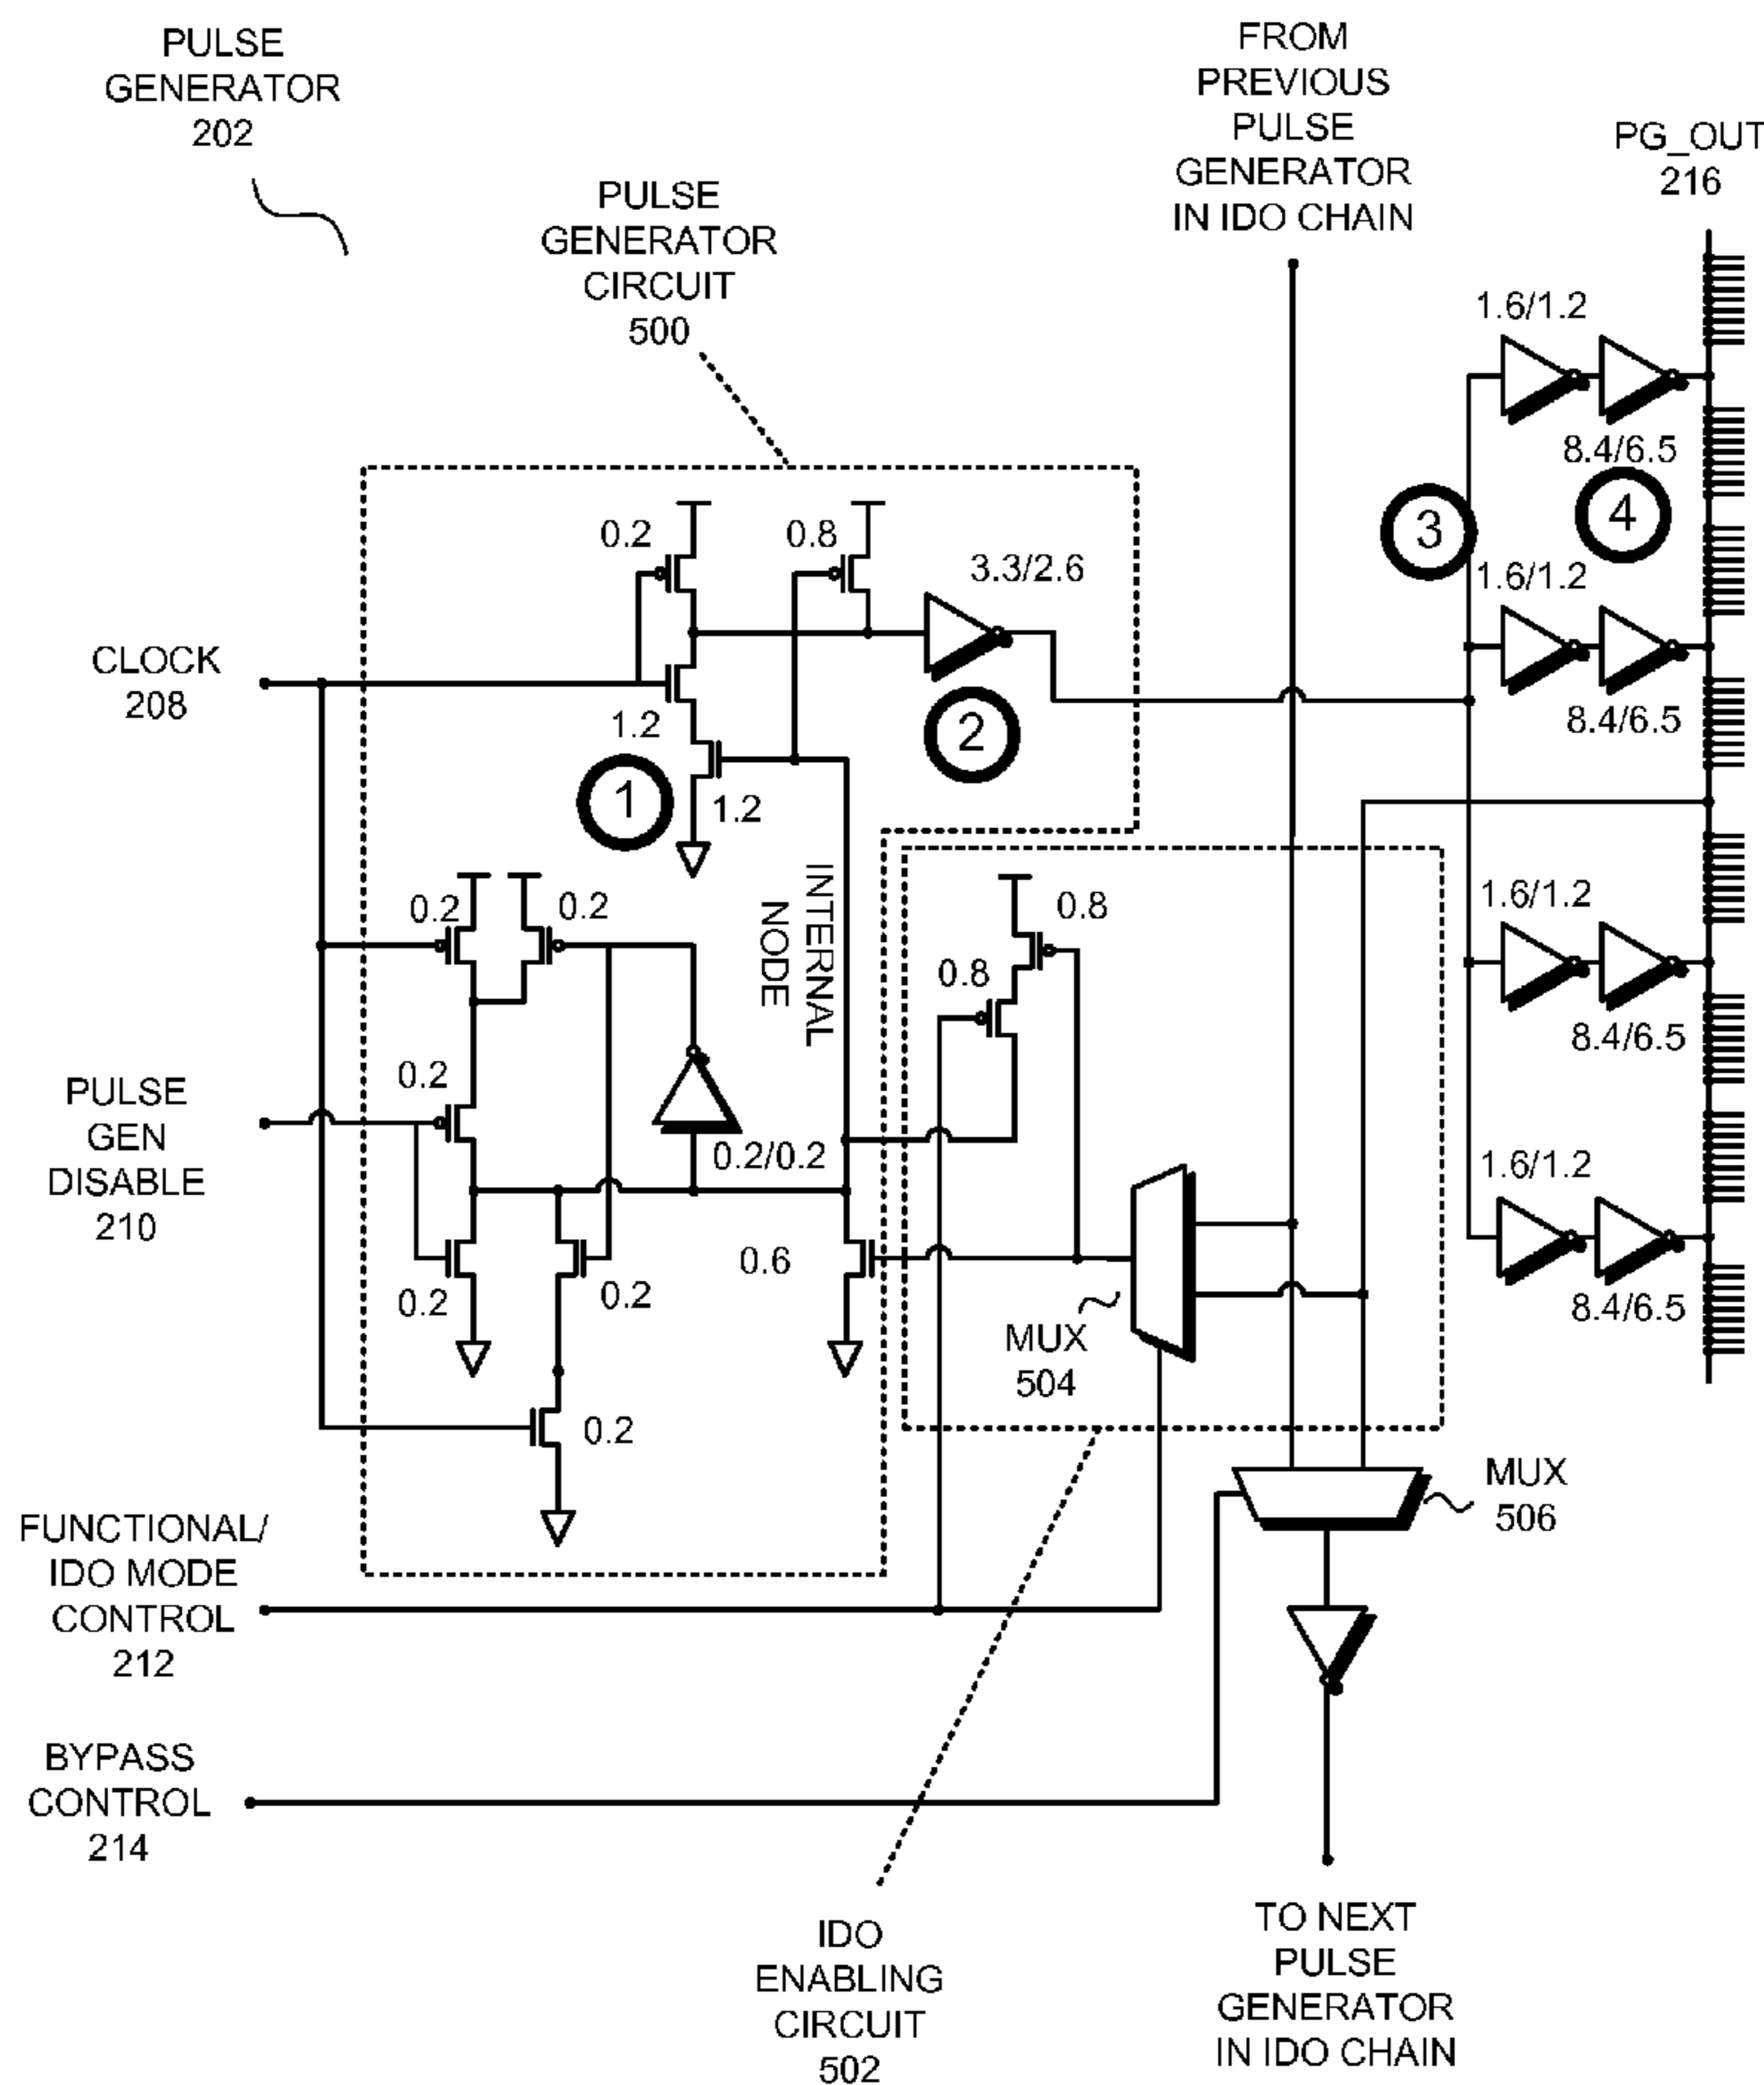 PULSE
GENERATOR
202
PULSE
GENERATOR
CIRCUIT
500
FROM
PREVIOUS
PULSE
GENERATOR
IN IDO CHAIN
PG_OUT
216
1.6/1.2
8.4/6.5
3
4
0.2
0.8
3.3/2.6
1.6/1.2
8.4/6.5
CLOCK
208
1.2
2
1
1.2
INTERNAL
NODE
0.2
0.2
0.8
0.8
1.6/1.2
8.4/6.5
PULSE
GEN
DISABLE
210
0.2
0.2/0.2
0.2
0.2
0.6
0.2
MUX
504
1.6/1.2
8.4/6.5
MUX
506
FUNCTIONAL/
IDO MODE
CONTROL
212
BYPASS
CONTROL
214
IDO
ENABLING
CIRCUIT
502
TO NEXT
PULSE
GENERATOR
IN IDO CHAIN